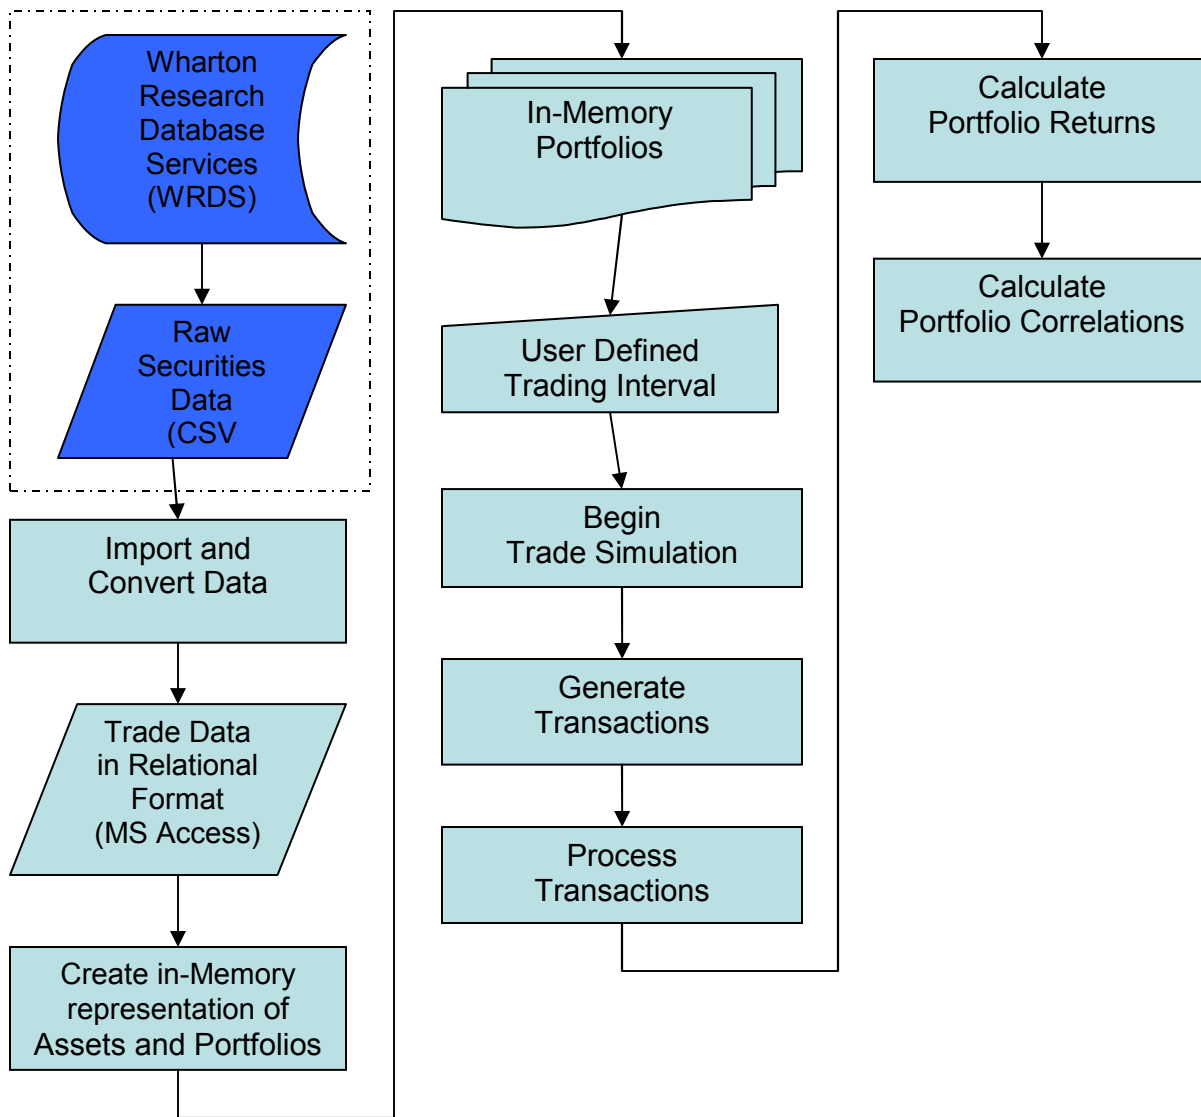 Wharton
Research
Database
Services
(WRDS)
Raw
Securities
Data
(CSV
Import and
Convert Data
Trade Data
in Relational
Format
(MS Access)
Create in-Memory
representation of
Assets and Portfolios
In-Memory
Portfolios
User Defined
Trading Interval
Begin
Trade Simulation
Generate
Transactions
Process
Transactions
Calculate
Portfolio Returns
Calculate
Portfolio Correlations